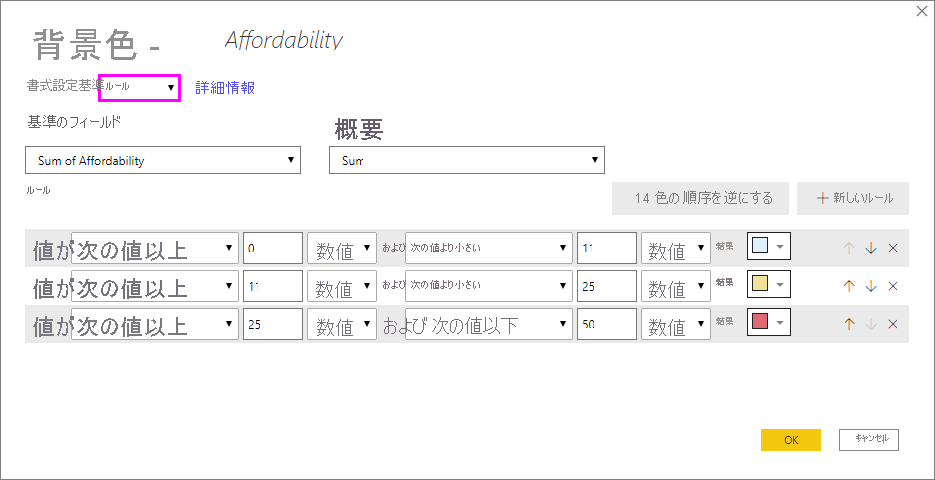 背景色 - Affordability
書式設定基準 ルール 詳細情報
基準のフィールド 概要
Sum of Affordability Sum
ルール 14 色の 順序を逆にする 新しいルール
値が 次の値以上 0 数値 および 次の値より小さい 11 数値 結果
値が 次の値以上 11 数値 および 次の値より小さい 25 数値 結果
値が 次の値以上 25 数値 および 次の値以下 50 数値 結果
OK キャンセル